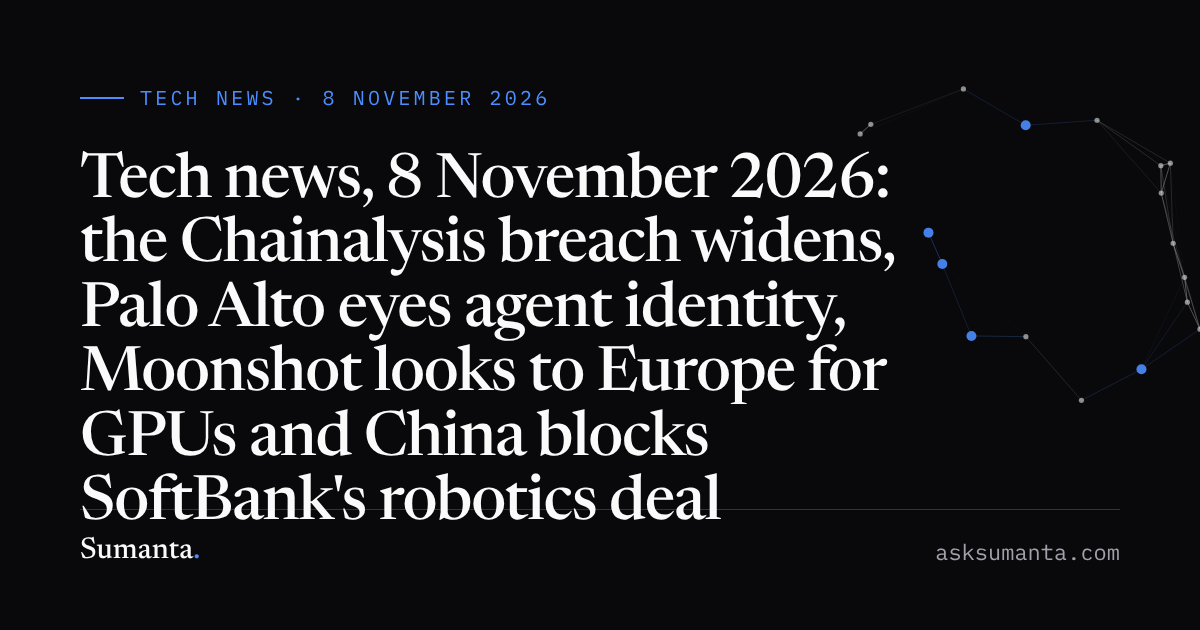 TECH NEWS · 8 NOVEMBER 2026
Tech news, 8 November 2026:
the Chainalysis breach widens,
Palo Alto eyes agent identity,
Moonshot looks to Europe for
GPUs and China blocks
SoftBank's robotics deal
Sumanta.
asksumanta.com